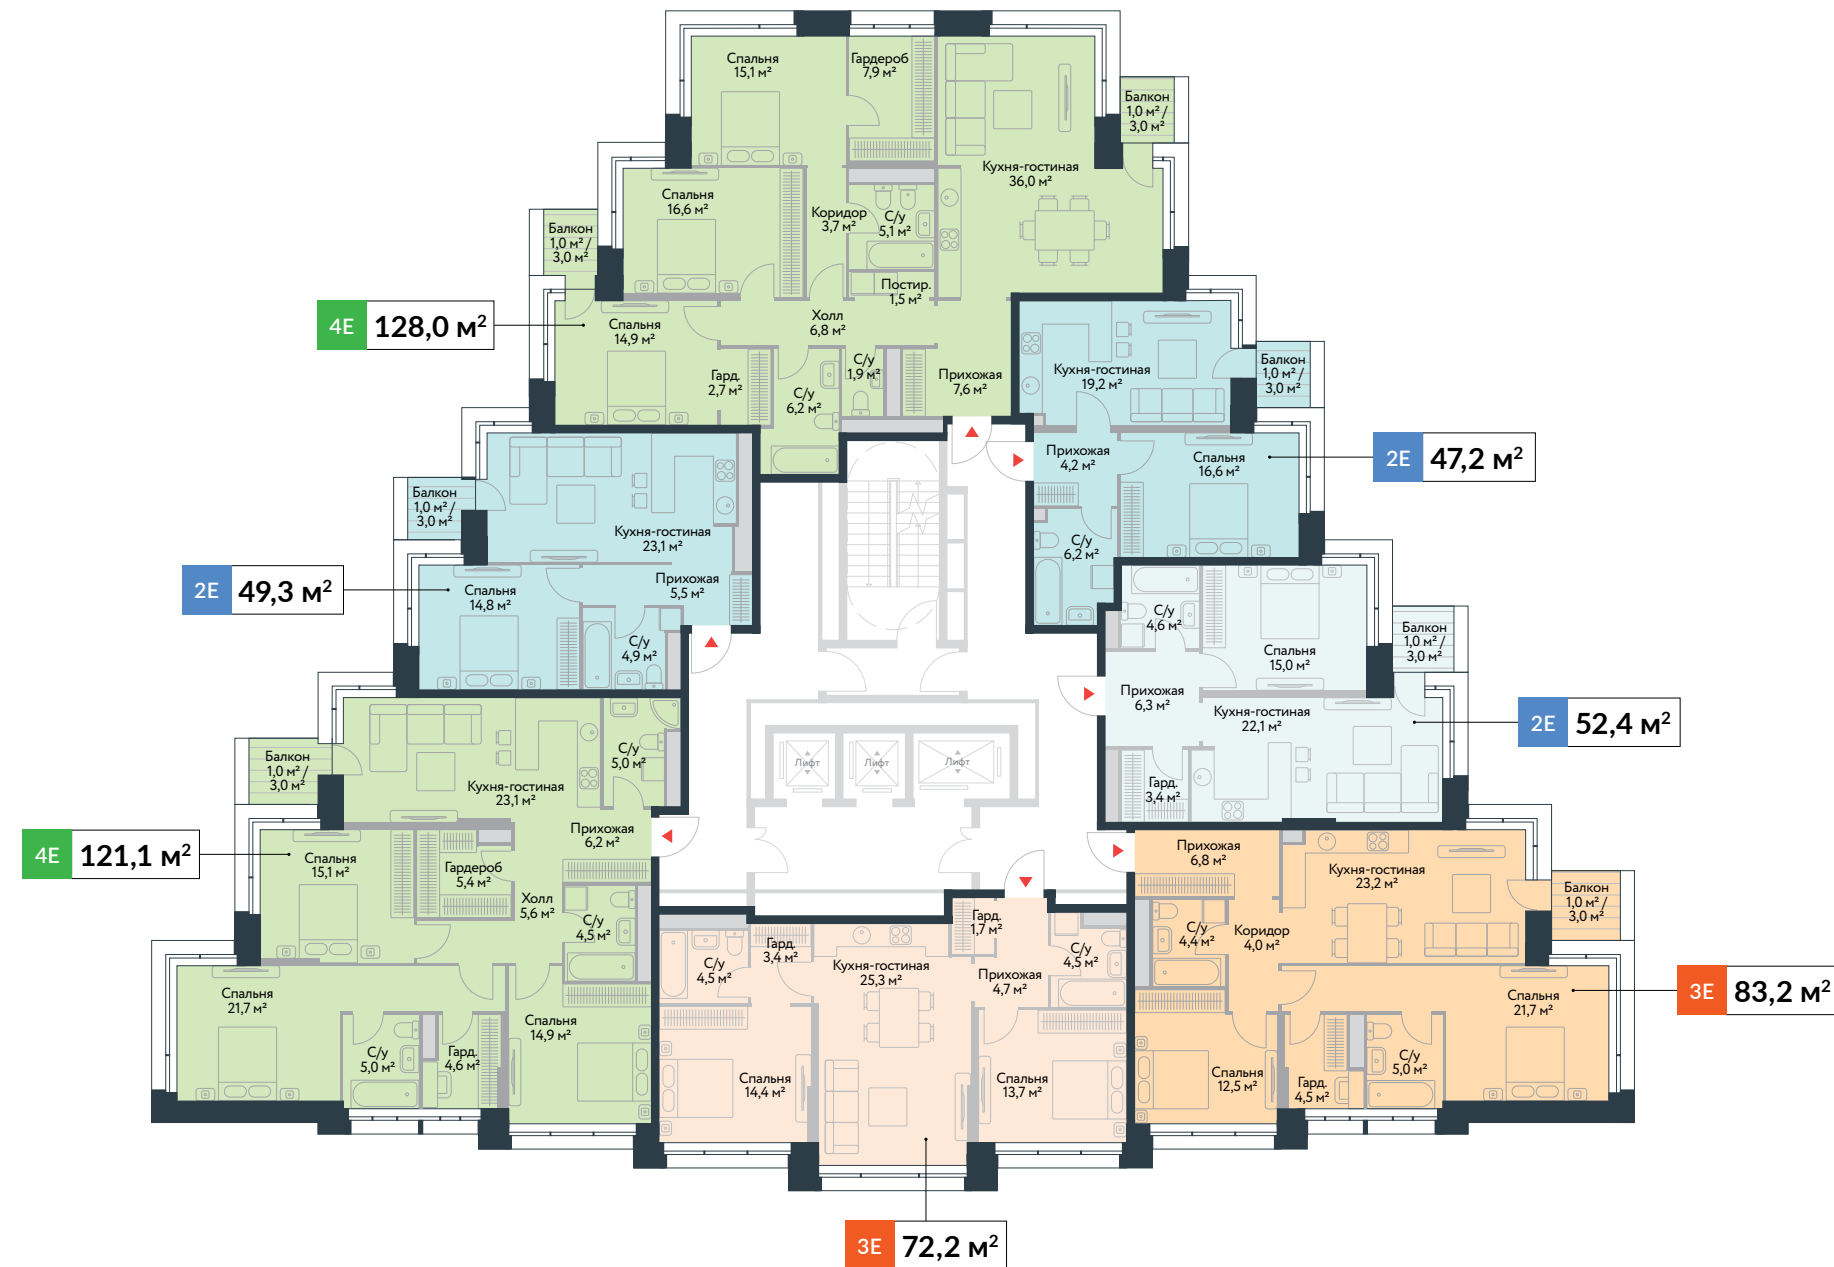 Спальня
15,1 м²
Гардероб
7,9 м²
Кухня-гостиная
36,0 м²
Балкон
1,0 м² /
3,0 м²
Спальня
16,6 м²
Коридор
3,7 м²
С/у
5,1 м²
Постир.
1,5 м²
Балкон
1,0 м² /
3,0 м²
4Е 128,0 м²
Спальня
14,9 м²
Холл
6,8 м²
Гард.
2,7 м²
С/у
6,2 м²
С/у
1,9 м²
Прихожая
7,6 м²
Кухня-гостиная
19,2 м²
Балкон
1,0 м² /
3,0 м²
Прихожая
4,2 м²
Спальня
16,6 м²
С/у
6,2 м²
2Е 47,2 м²
Балкон
1,0 м² /
3,0 м²
Кухня-гостиная
23,1 м²
Прихожая
5,5 м²
2Е 49,3 м²
Спальня
14,8 м²
С/у
4,9 м²
С/у
4,6 м²
Спальня
15,0 м²
Балкон
1,0 м² /
3,0 м²
Прихожая
6,3 м²
Кухня-гостиная
22,1 м²
Гард.
3,4 м²
2Е 52,4 м²
Лифт
Лифт
Лифт
Балкон
1,0 м² /
3,0 м²
Кухня-гостиная
23,1 м²
С/у
5,0 м²
Прихожая
6,2 м²
4Е 121,1 м²
Спальня
15,1 м²
Гардероб
5,4 м²
Холл
5,6 м²
С/у
4,5 м²
Спальня
21,7 м²
С/у
5,0 м²
Гард.
4,6 м²
Спальня
14,9 м²
С/у
4,5 м²
Гард.
3,4 м²
Кухня-гостиная
25,3 м²
Гард.
1,7 м²
Прихожая
4,7 м²
С/у
4,5 м²
Спальня
14,4 м²
Спальня
13,7 м²
3Е 72,2 м²
Прихожая
6,8 м²
Кухня-гостиная
23,2 м²
Балкон
1,0 м² /
3,0 м²
С/у
4,4 м²
Коридор
4,0 м²
Спальня
21,7 м²
Спальня
12,5 м²
Гард.
4,5 м²
С/у
5,0 м²
3Е 83,2 м²